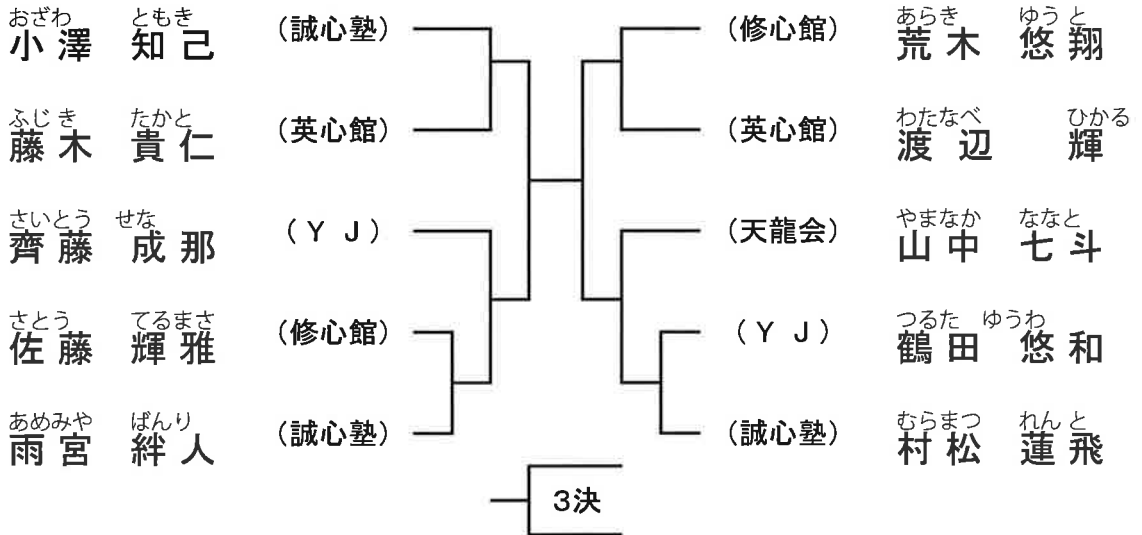 おざわ ともき
小澤 知己 (誠心塾) (修心館) 荒木 悠翔
あらき ゆうと
ふじき たかと
藤木 貴仁 (英心館) (英心館) 渡辺 輝
わたなべ ひかる
さいとう せな
齊藤 成那 (YJ) (天龍会) 山中 七斗
やまなか ななと
さとう てるまさ
佐藤 輝雅 (修心館) (YJ) 鶴田 悠和
つるた ゆうわ
あめみや ばんり
雨宮 絆人 (誠心塾) (誠心塾) 村松 蓮飛
むらまつ れんと
3決